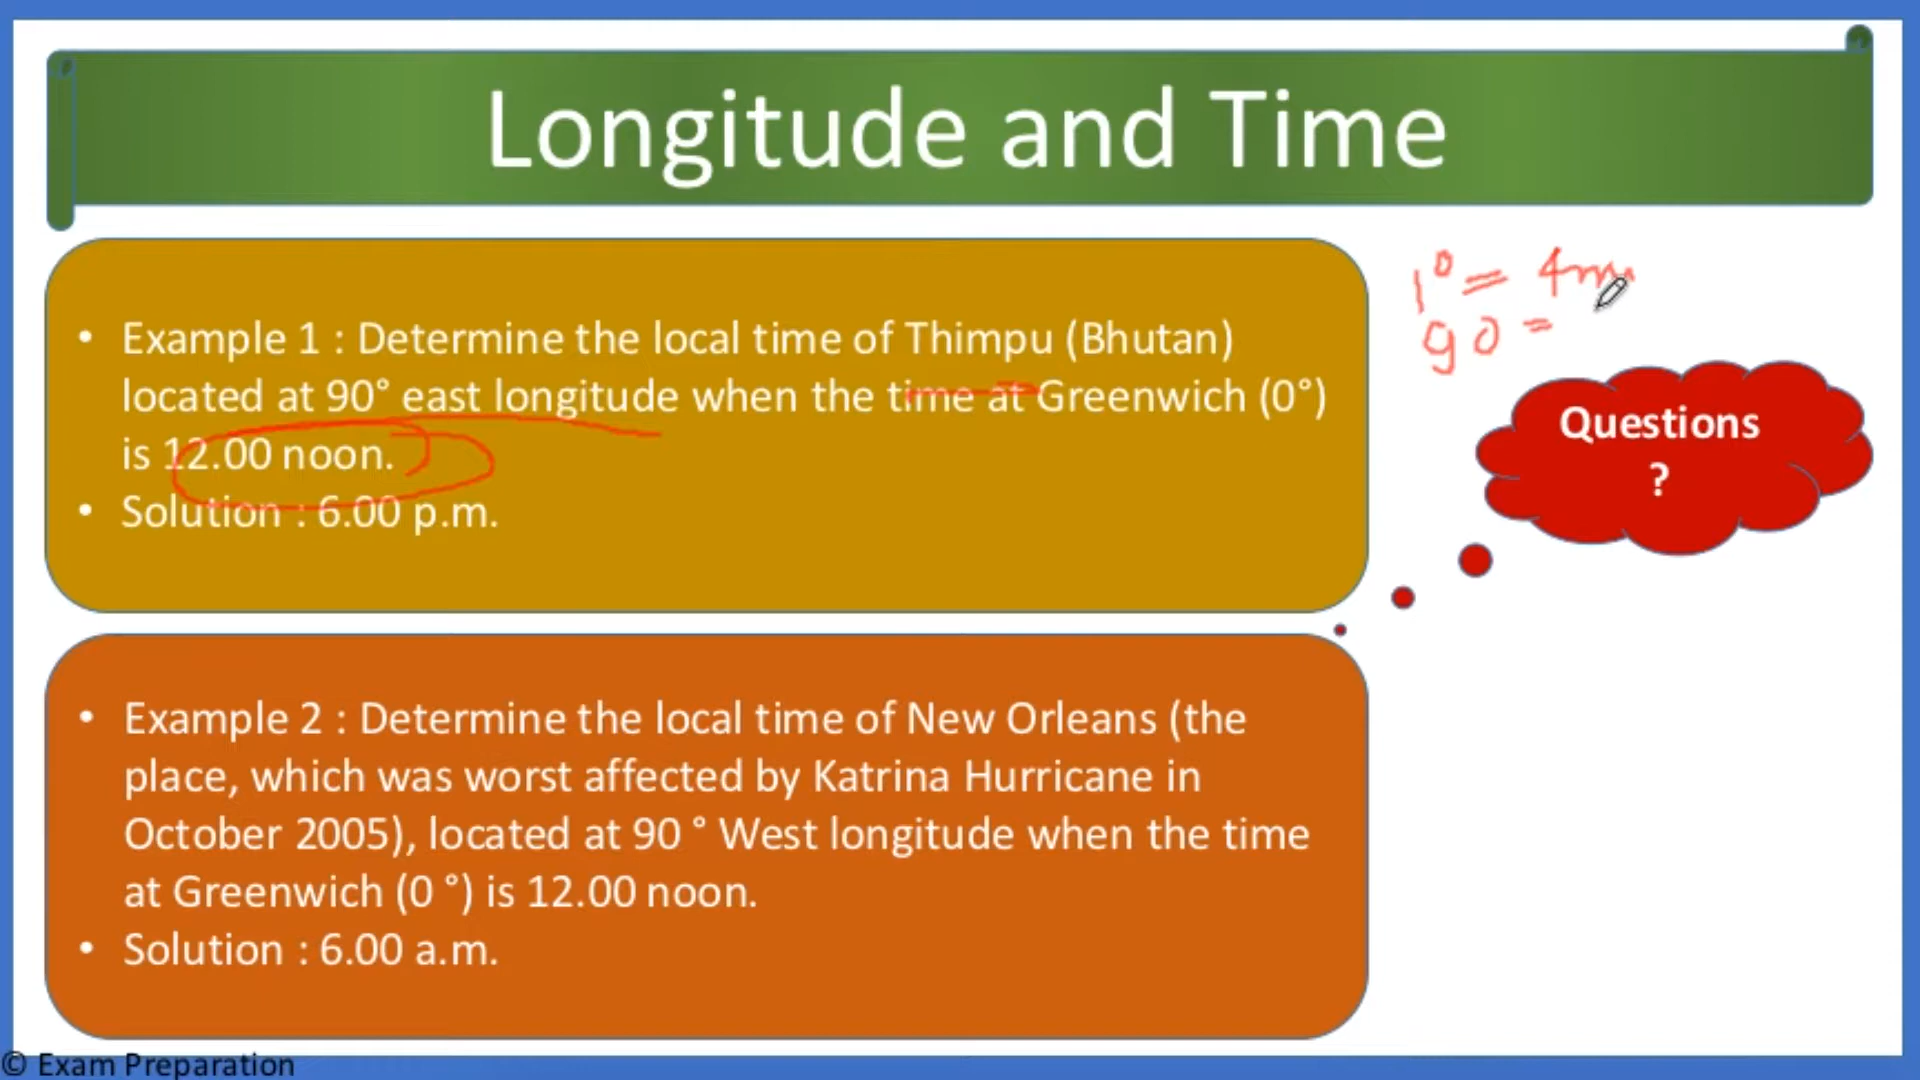 Longitude and Time
• Example 1 : Determine the local time of Thimpu (Bhutan)
located at 90° east longitude when the time at Greenwich (0°)
is 12.00 noon.
• Solution : 6.00 p.m.
1° = 4min
90 =
Questions
?
• Example 2 : Determine the local time of New Orleans (the
place, which was worst affected by Katrina Hurricane in
October 2005), located at 90 ° West longitude when the time
at Greenwich (0 °) is 12.00 noon.
• Solution : 6.00 a.m.
© Exam Preparation